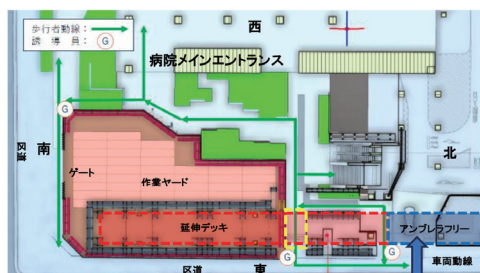 歩行者動線：
誘導員：G
西
病院メインエントランス
G
南
区道
ゲート
作業ヤード
北
延伸デッキ
アンブレラフリー
G
G
区道
東
車両動線